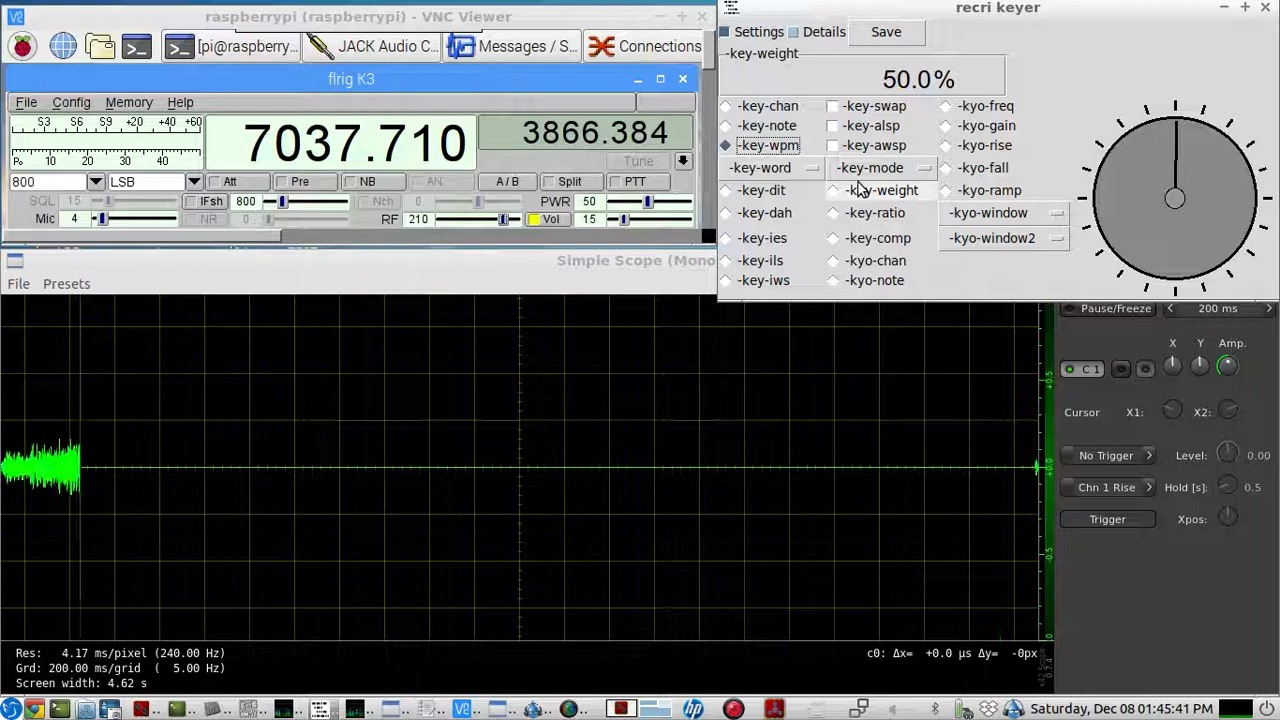 raspberrypi (raspberrypi) - VNC Viewer
[pi@raspberry...
JACK Audio C...
Messages / S...
Connections
flrig K3
File Config Memory Help
S3 S6 S9 +20 +40 +60
Po 10 20 30 40
7037.710
3866.384
Tune
800 LSB Att Pre NB AN A / B Split PTT
SQL 15 IFsh 800 Nch 0 PWR 50
Mic 4 NR 0 RF 210 Vol 15
recri keyer
Settings Details Save
-key-weight
50.0%
-key-chan -key-swap -kyo-freq
-key-note -key-alsp -kyo-gain
-key-wpm -key-awsp -kyo-rise
-key-word -key-mode -kyo-fall
-key-dit -key-weight -kyo-ramp
-key-dah -key-ratio -kyo-window
-key-ies -key-comp -kyo-window2
-key-ils -kyo-chan
-key-iws -kyo-note
Simple Scope (Mono
File Presets
Pause/Freeze 200 ms
X Y Amp.
C 1
Cursor X1: X2:
No Trigger Level: 0.00
Chn 1 Rise Hold [s]: 0.5
Trigger Xpos:
+0.5
+0.0
-0.5
Res: 4.17 ms/pixel (240.00 Hz)
Grd: 200.00 ms/grid ( 5.00 Hz)
Screen width: 4.62 s
c0: Δx= +0.0 µs Δy= -0px
Saturday, Dec 08 01:45:41 PM